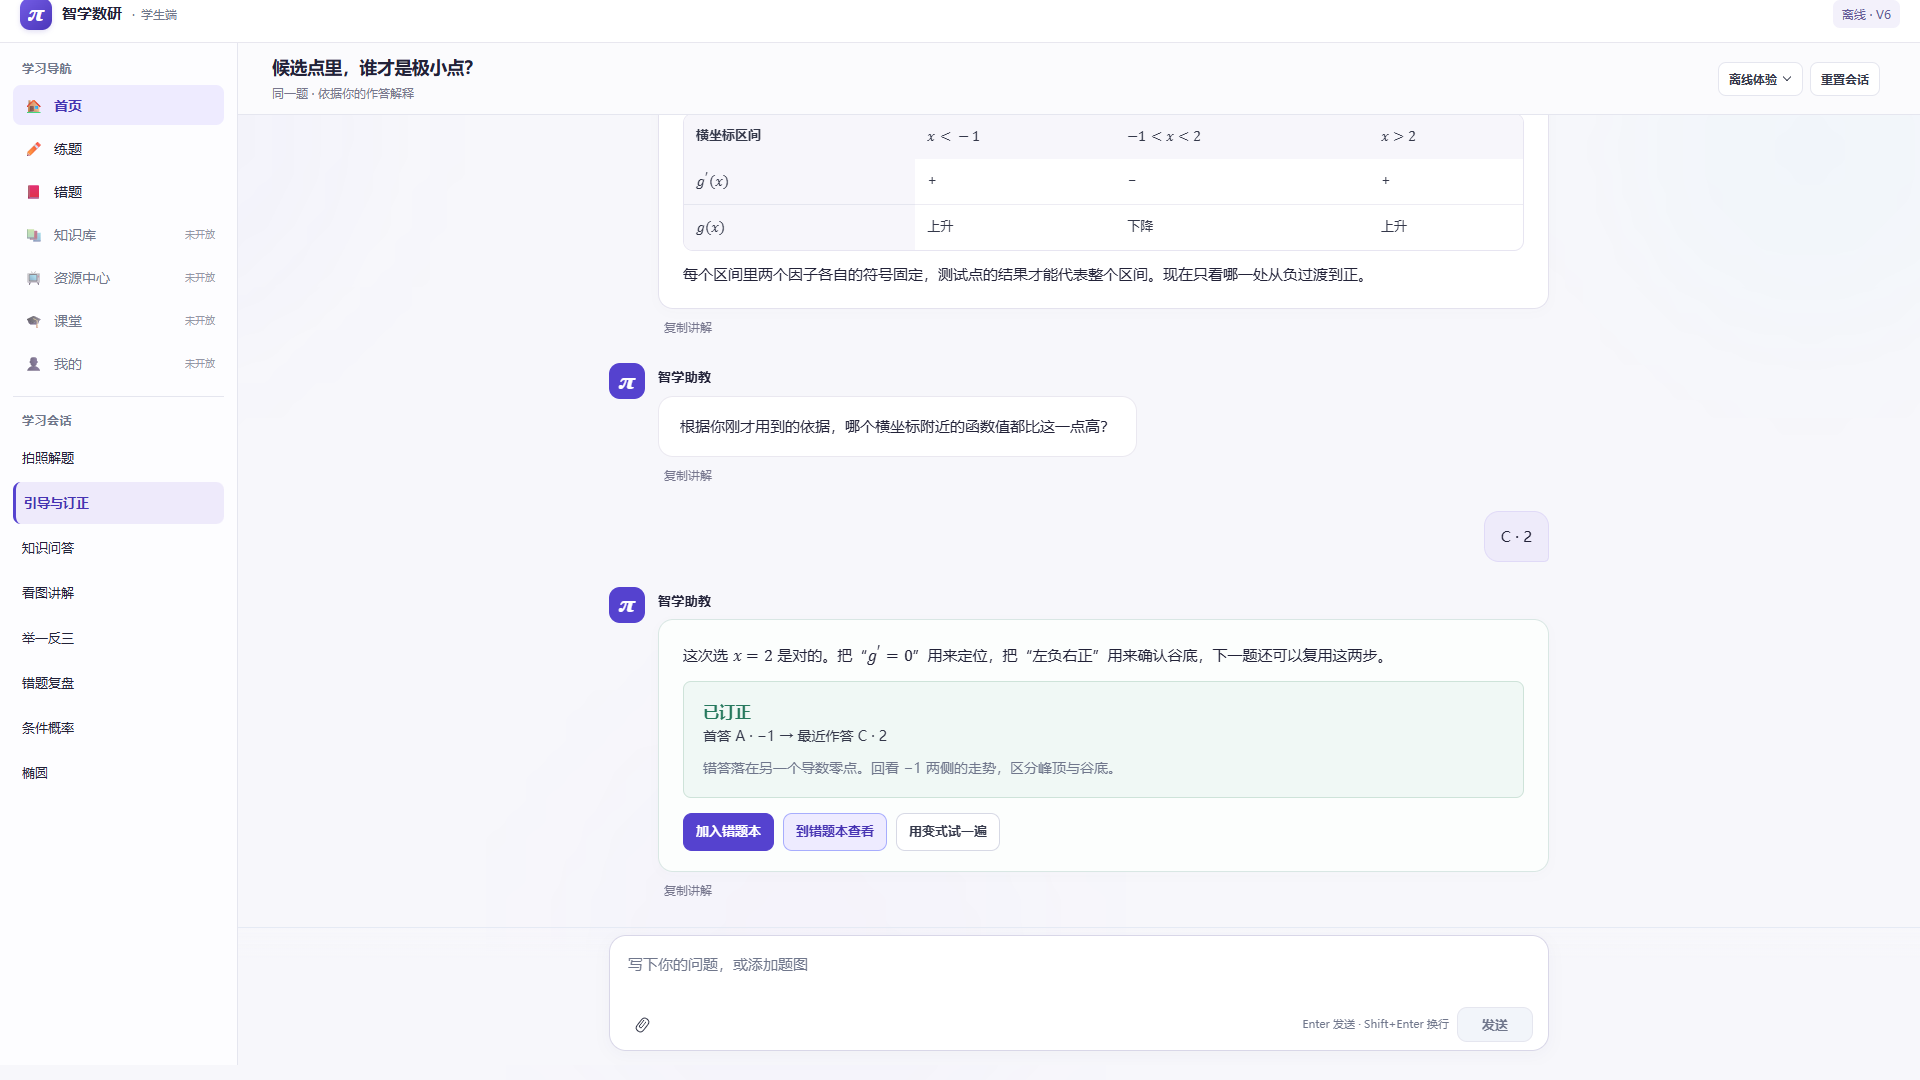 π 智学数研 · 学生端
离线 · V6
学习导航
首页
练题
错题
知识库 未开放
资源中心 未开放
课堂 未开放
我的 未开放
学习会话
拍照解题
引导与订正
知识问答
看图讲解
举一反三
错题复盘
条件概率
椭圆
候选点里，谁才是极小点？
同一题 · 依据你的作答解释
离线体验
重置会话
横坐标区间 x < −1 −1 < x < 2 x > 2
g′(x) + − +
g(x) 上升 下降 上升
每个区间里两个因子各自的符号固定，测试点的结果才能代表整个区间。现在只看哪一处从负过渡到正。
复制讲解
π 智学助教
根据你刚才用到的依据，哪个横坐标附近的函数值都比这一点高？
复制讲解
C · 2
π 智学助教
这次选 x = 2 是对的。把“g′ = 0”用来定位，把“左负右正”用来确认谷底，下一题还可以复用这两步。
已订正
首答 A · −1 → 最近作答 C · 2
错答落在另一个导数零点。回看 −1 两侧的走势，区分峰顶与谷底。
加入错题本 到错题本查看 用变式试一遍
复制讲解
写下你的问题，或添加题图
Enter 发送 · Shift+Enter 换行 发送